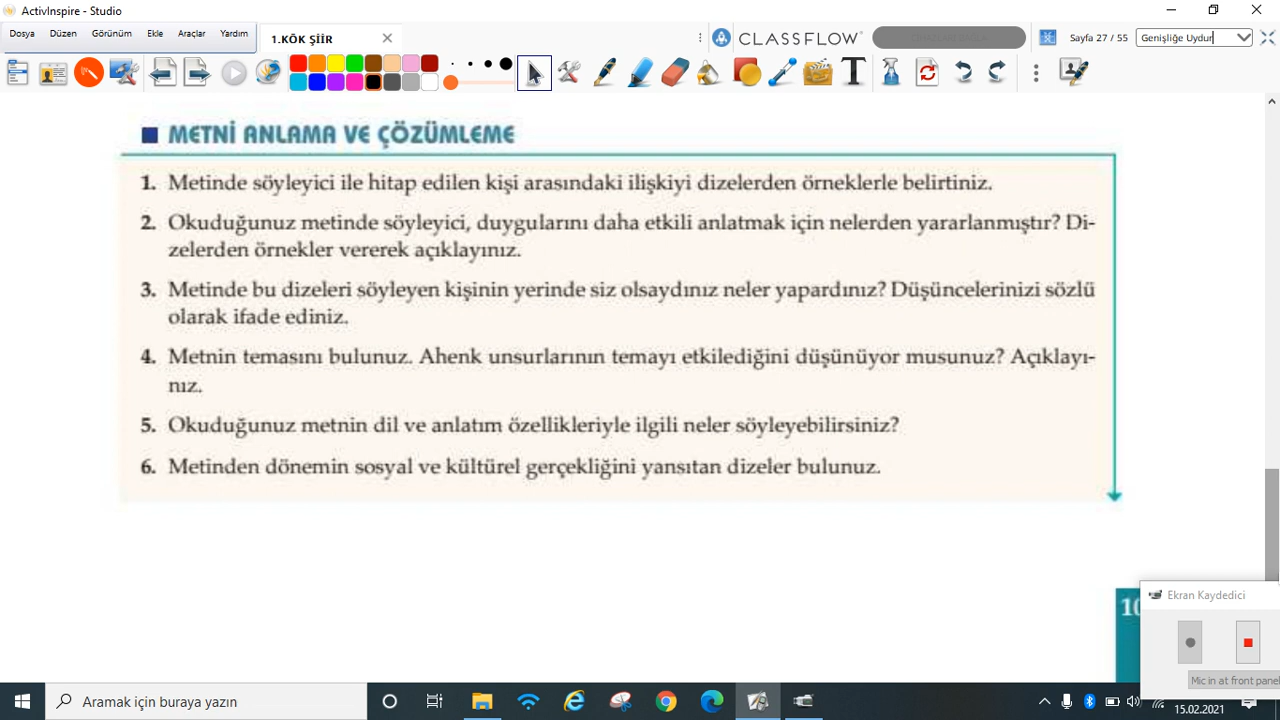 ActivInspire - Studio
Dosya Düzen Görünüm Ekle Araçlar Yardım
1.KÖK ŞİİR
CLASSFLOW
Sayfa 27 / 55
Genişliğe Uydur
METNİ ANLAMA VE ÇÖZÜMLEME
1. Metinde söyleyici ile hitap edilen kişi arasındaki ilişkiyi dizelerden örneklerle belirtiniz.
2. Okuduğunuz metinde söyleyici, duygularını daha etkili anlatmak için nelerden yararlanmıştır? Di-
zelerden örnekler vererek açıklayınız.
3. Metinde bu dizeleri söyleyen kişinin yerinde siz olsaydınız neler yapardınız? Düşüncelerinizi sözlü
olarak ifade ediniz.
4. Metnin temasını bulunuz. Ahenk unsurlarının temayı etkilediğini düşünüyor musunuz? Açıklayı-
nız.
5. Okuduğunuz metnin dil ve anlatım özellikleriyle ilgili neler söyleyebilirsiniz?
6. Metinden dönemin sosyal ve kültürel gerçekliğini yansıtan dizeler bulunuz.
10
Ekran Kaydedici
Mic in at front panel
Aramak için buraya yazın
15.02.2021